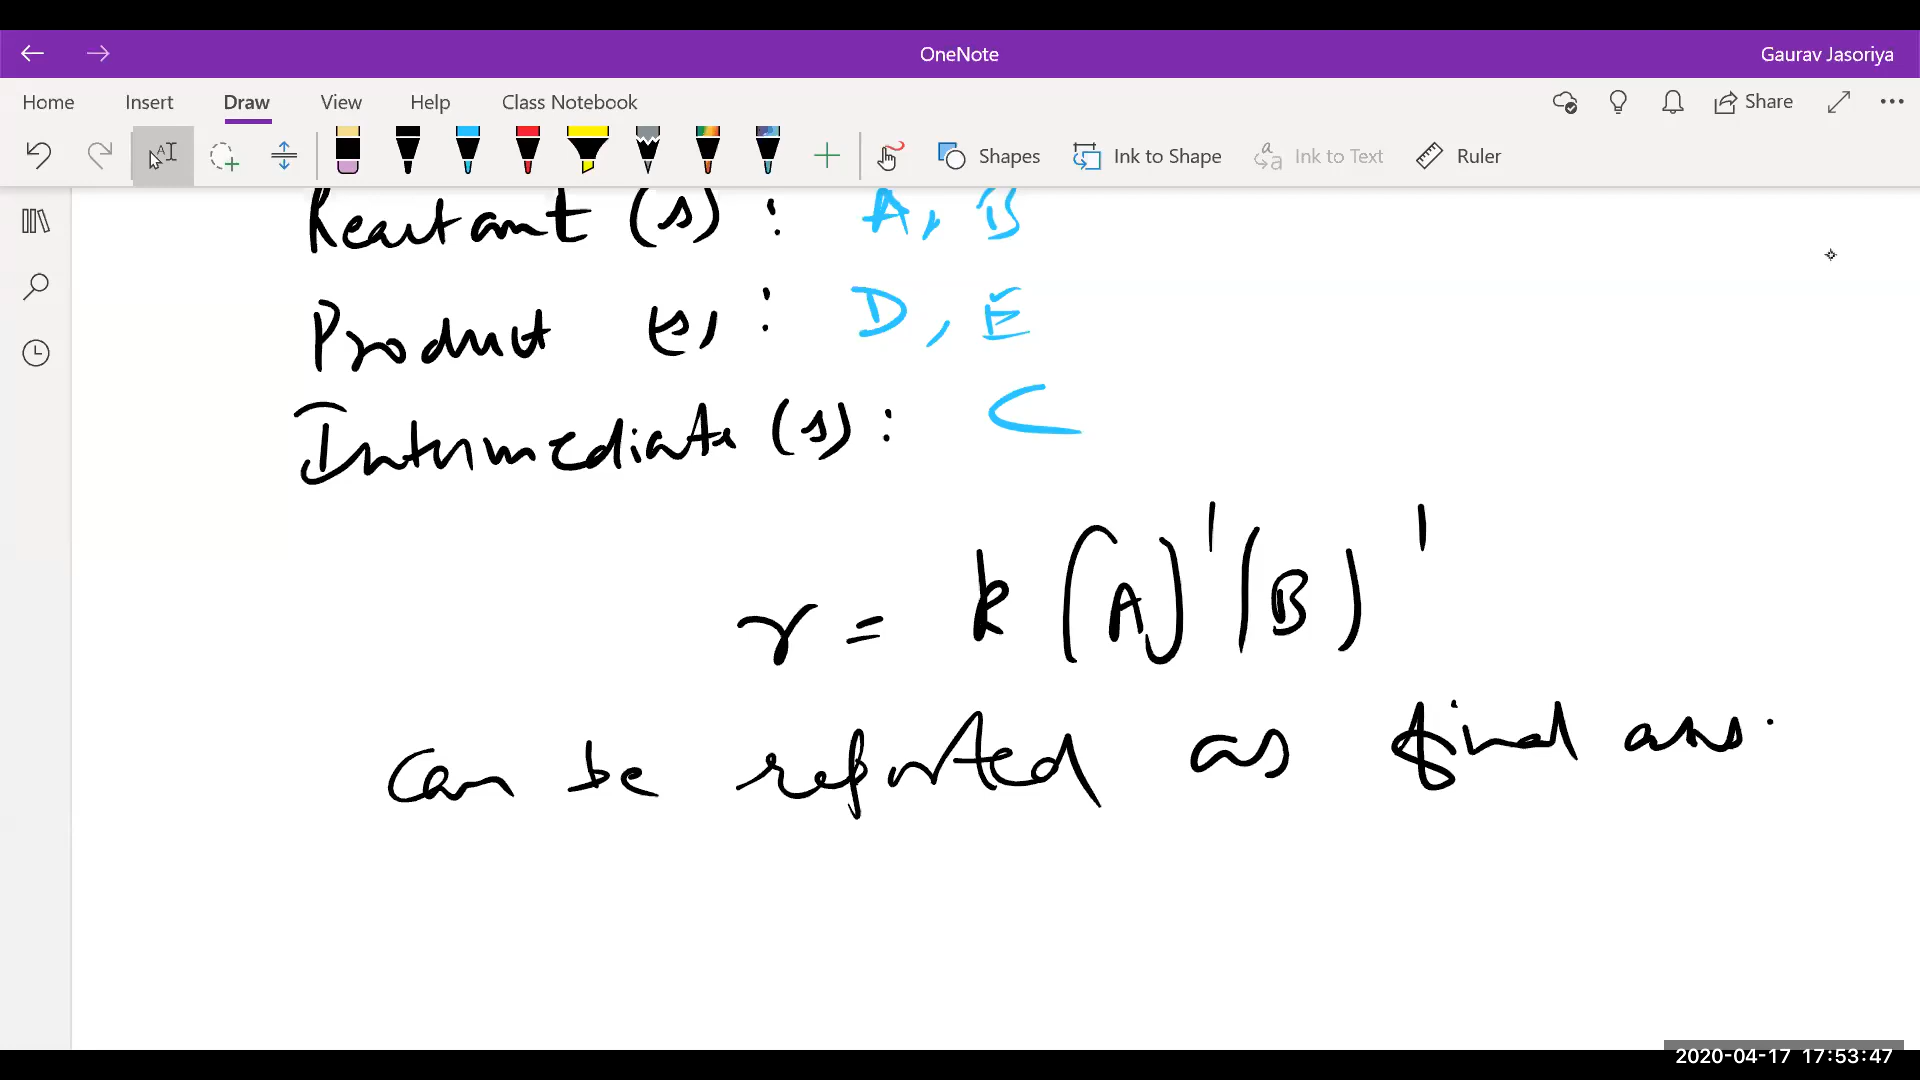 OneNote
Gaurav Jasoriya
Home Insert Draw View Help Class Notebook Share
Shapes Ink to Shape Ink to Text Ruler
Reactant (s) : A, B
Product (s) : D, E
Intermediate (s) : C
r = k (A)¹ (B)¹
can be reported as final ans.
2020-04-17 17:53:47